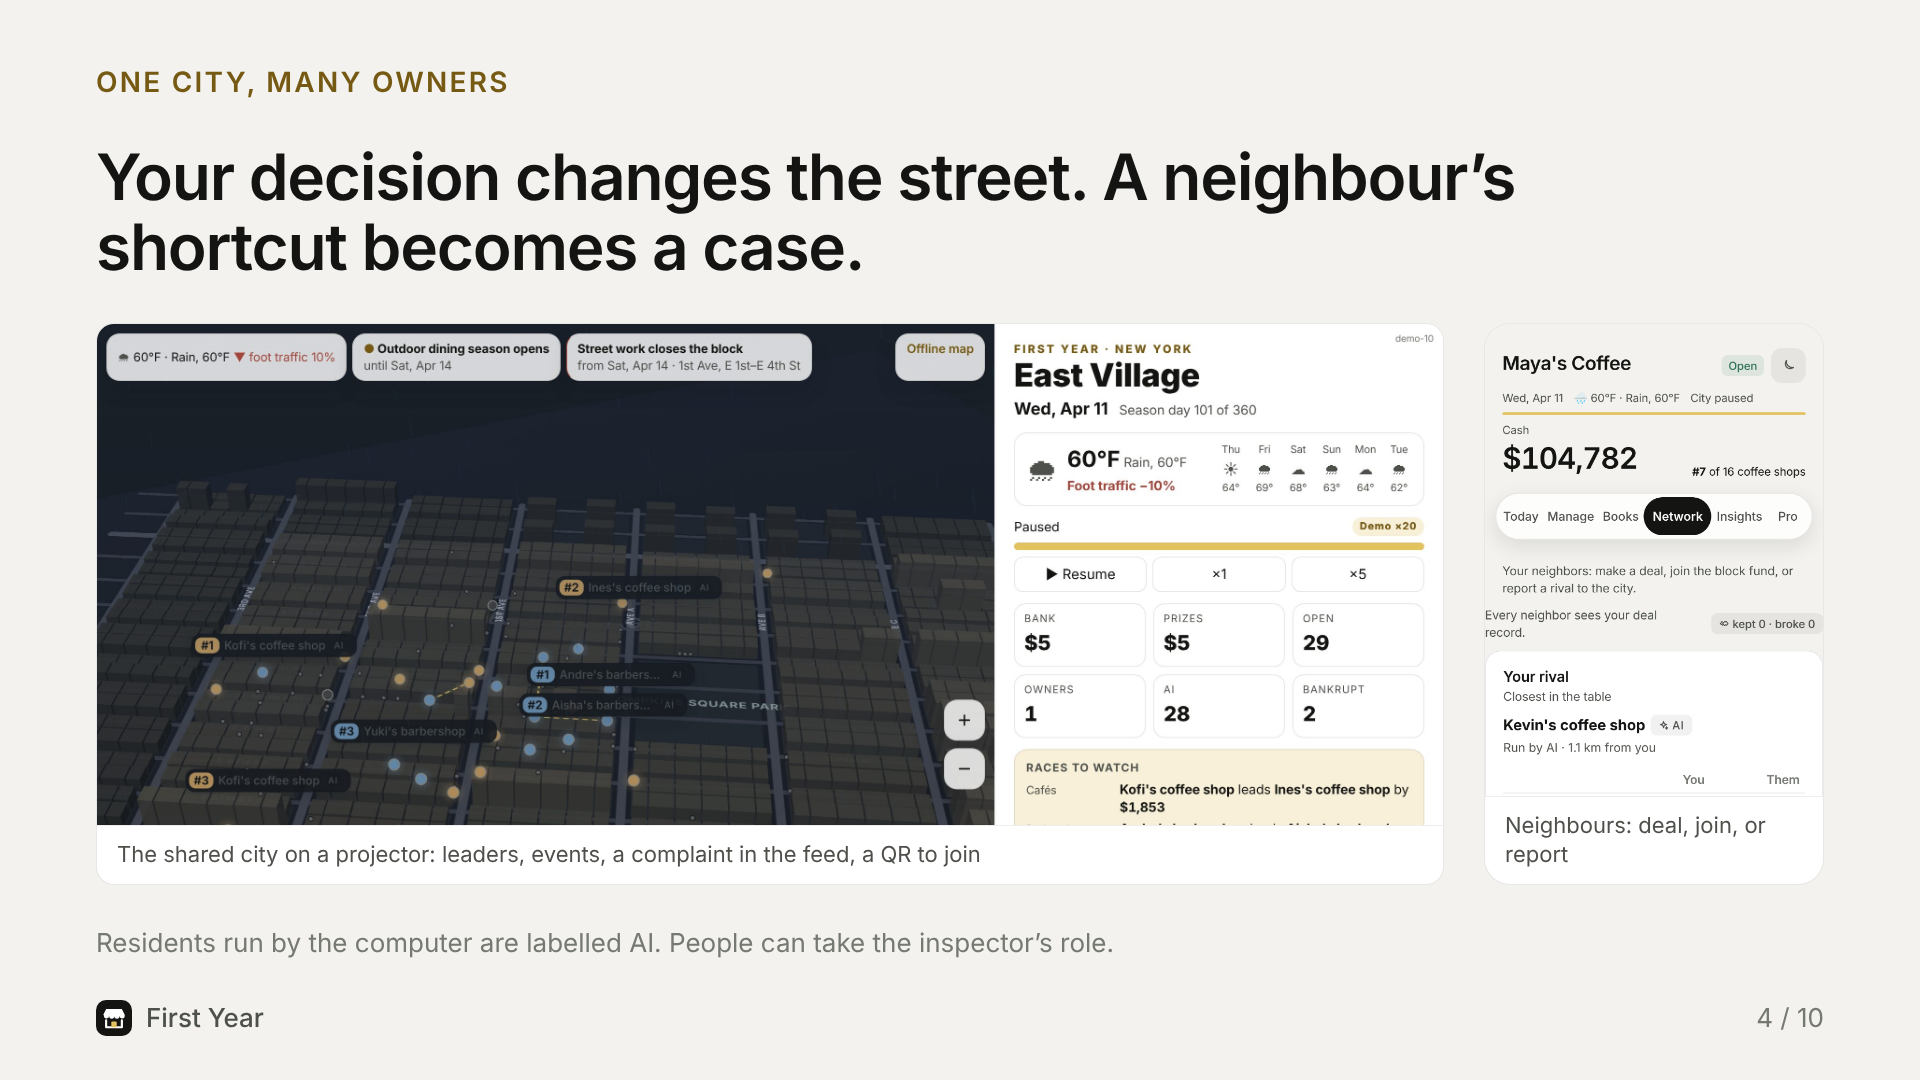 ONE CITY, MANY OWNERS
Your decision changes the street. A neighbour’s
shortcut becomes a case.
60°F · Rain, 60°F ▼ foot traffic 10%
Outdoor dining season opens
until Sat, Apr 14
Street work closes the block
from Sat, Apr 14 · 1st Ave, E 1st–E 4th St
Offline map
#2 Ines's coffee shop AI
#1 Kofi's coffee shop AI
#1 Andre's barbers... AI
#2 Aisha's barbers... AI
SQUARE PAR
#3 Yuki's barbershop AI
#3 Kofi's coffee shop AI
3RD AVE
AVE
1ST AVE
AVE A
AVE B
+
−
demo-10
FIRST YEAR · NEW YORK
East Village
Wed, Apr 11 Season day 101 of 360
60°F Rain, 60°F
Foot traffic −10%
Thu Fri Sat Sun Mon Tue
64° 69° 68° 63° 64° 62°
Paused Demo ×20
▶ Resume ×1 ×5
BANK PRIZES OPEN
$5 $5 29
OWNERS AI BANKRUPT
1 28 2
RACES TO WATCH
Cafés Kofi's coffee shop leads Ines's coffee shop by
$1,853
The shared city on a projector: leaders, events, a complaint in the feed, a QR to join
Maya's Coffee Open
Wed, Apr 11 60°F · Rain, 60°F City paused
Cash
$104,782 #7 of 16 coffee shops
Today Manage Books Network Insights Pro
Your neighbors: make a deal, join the block fund, or
report a rival to the city.
Every neighbor sees your deal
record.
kept 0 · broke 0
Your rival
Closest in the table
Kevin's coffee shop AI
Run by AI · 1.1 km from you
You Them
Neighbours: deal, join, or
report
Residents run by the computer are labelled AI. People can take the inspector’s role.
First Year
4 / 10